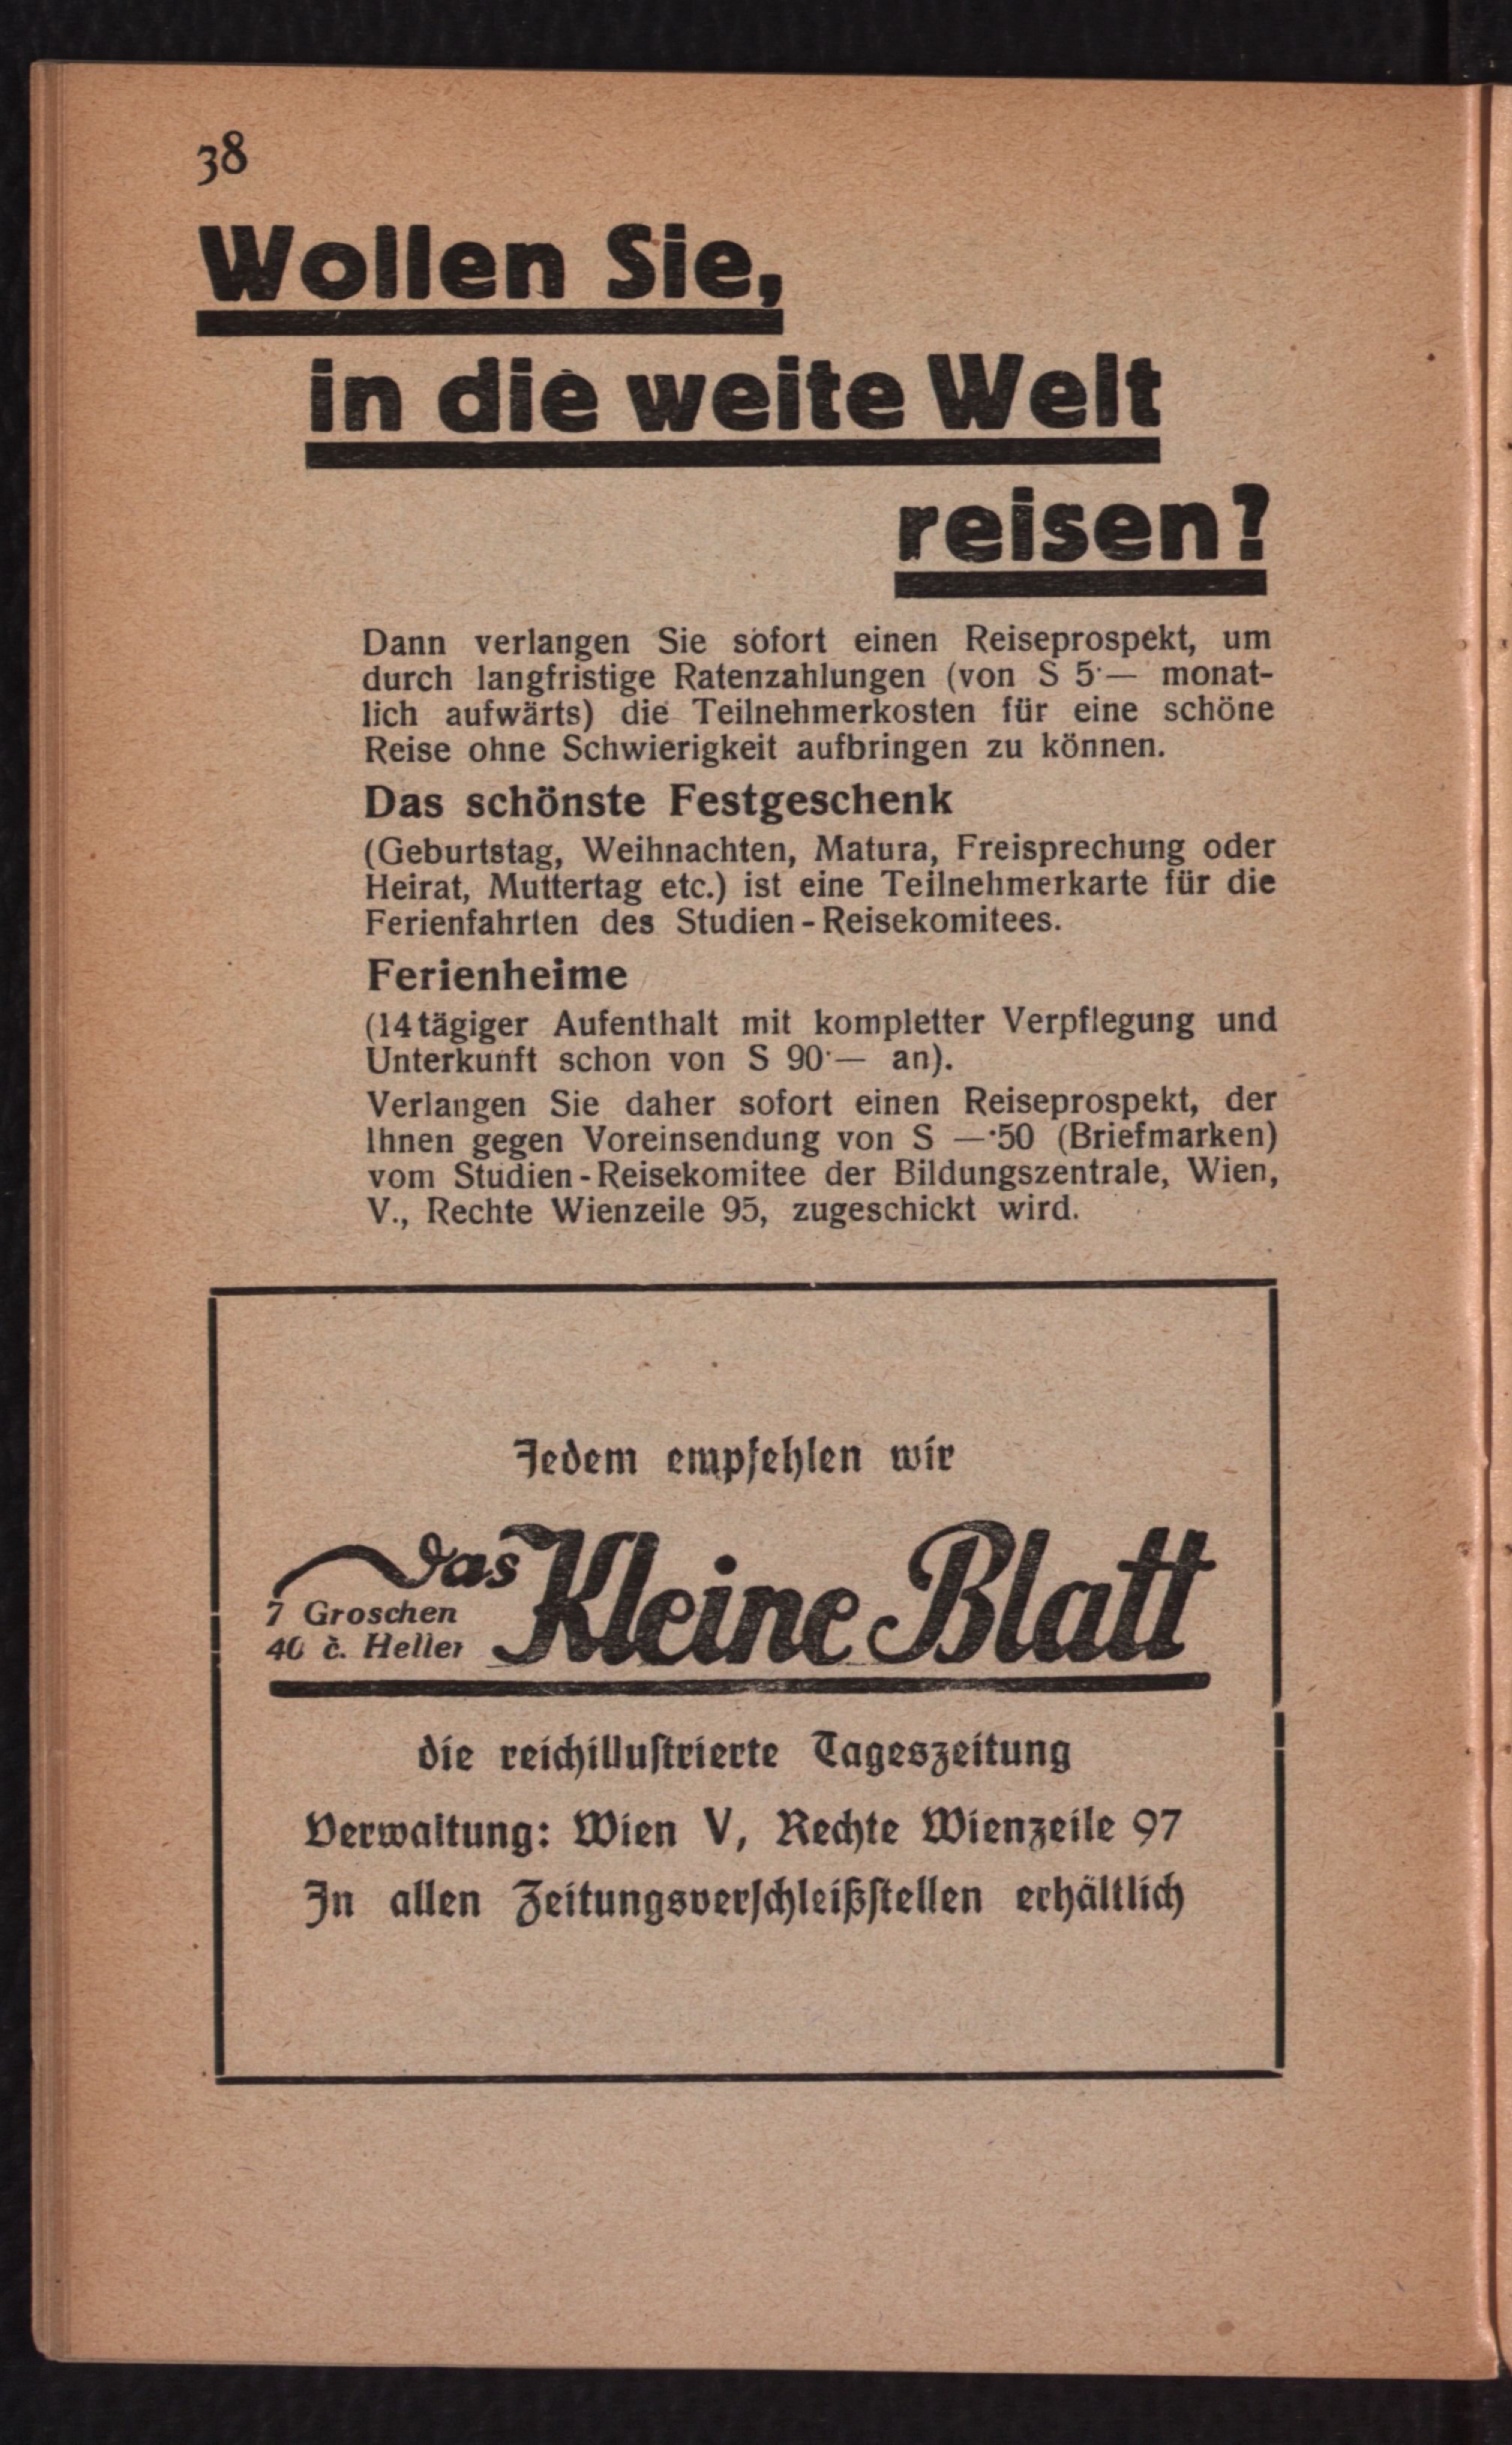 38
Wollen Sie,
in die weite Welt
reisen?
Dann verlangen Sie sofort einen Reiseprospekt, um
durch langfristige Ratenzahlungen (von S 5·— monat-
lich aufwärts) die Teilnehmerkosten für eine schöne
Reise ohne Schwierigkeit aufbringen zu können.
Das schönste Festgeschenk
(Geburtstag, Weihnachten, Matura, Freisprechung oder
Heirat, Muttertag etc.) ist eine Teilnehmerkarte für die
Ferienfahrten des Studien-Reisekomitees.
Ferienheime
(14tägiger Aufenthalt mit kompletter Verpflegung und
Unterkunft schon von S 90·— an).
Verlangen Sie daher sofort einen Reiseprospekt, der
Ihnen gegen Voreinsendung von S —·50 (Briefmarken)
vom Studien-Reisekomitee der Bildungszentrale, Wien,
V., Rechte Wienzeile 95, zugeschickt wird.
Jedem empfehlen wir
das Kleine Blatt
7 Groschen
40 č. Heller
die reichillustrierte Tageszeitung
Verwaltung: Wien V, Rechte Wienzeile 97
In allen Zeitungsverschleißstellen erhältlich